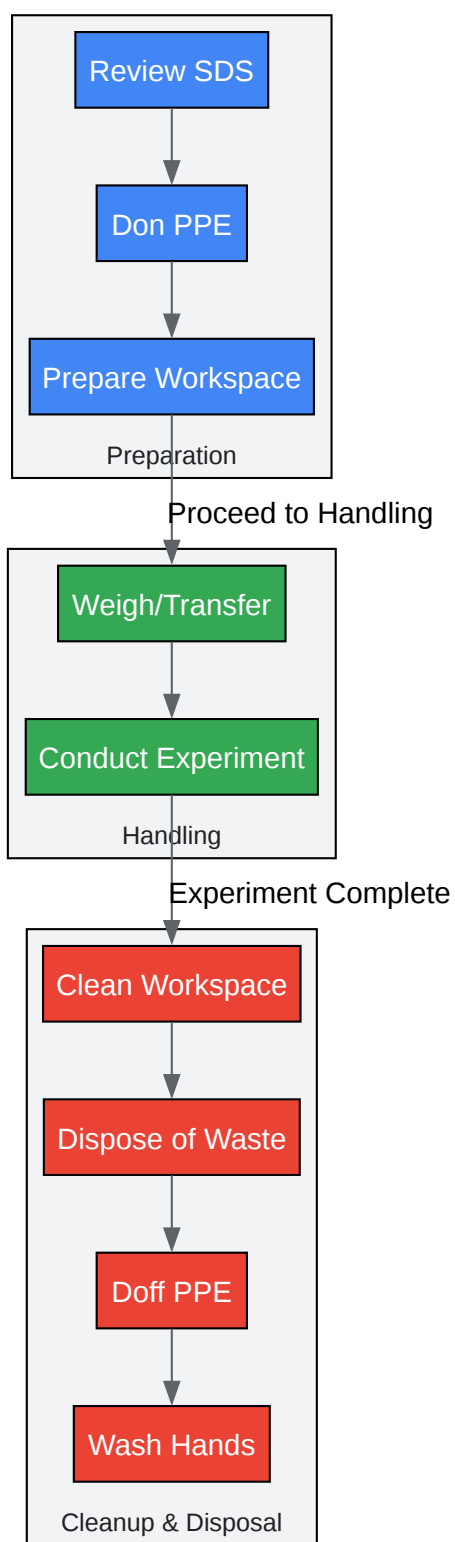 Review SDS
Don PPE
Prepare Workspace
Preparation
Proceed to Handling
Weigh/Transfer
Conduct Experiment
Handling
Experiment Complete
Clean Workspace
Dispose of Waste
Doff PPE
Wash Hands
Cleanup & Disposal